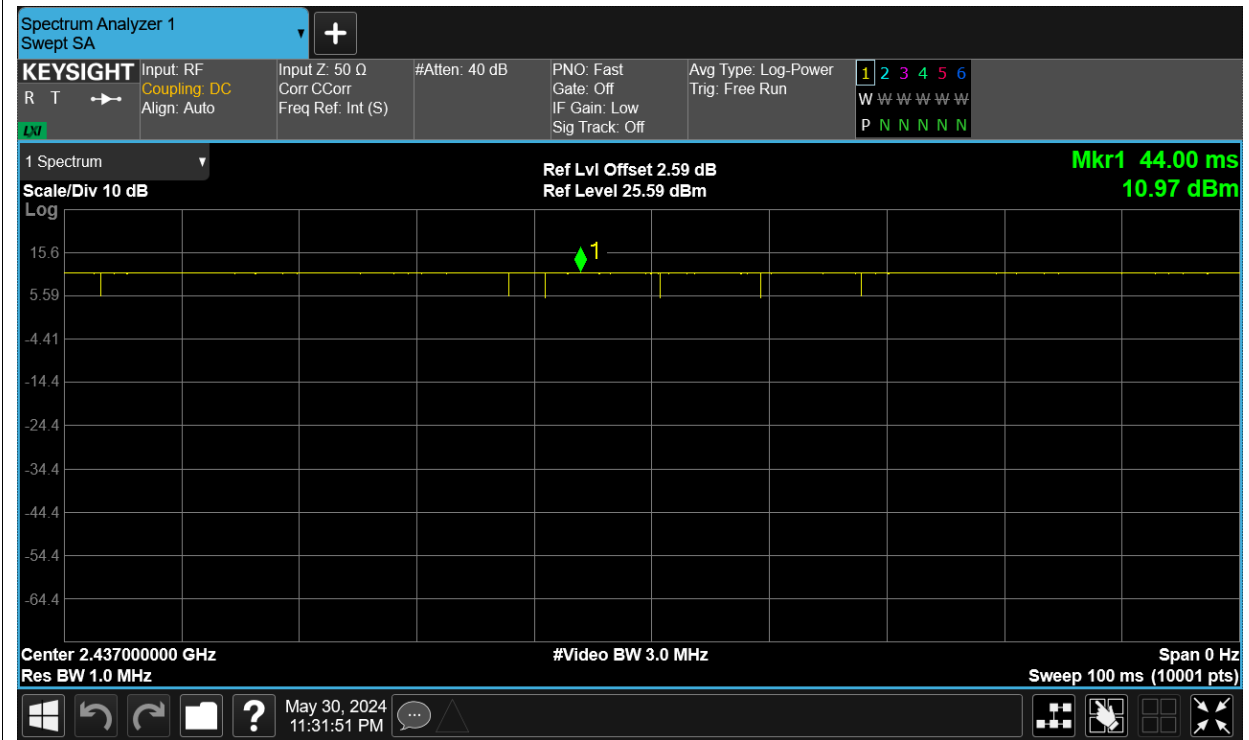 Spectrum Analyzer 1
Swept SA
KEYSIGHT
R T
LXI
Input: RF
Coupling: DC
Align: Auto
Input Z: 50 Ω
Corr CCorr
Freq Ref: Int (S)
#Atten: 40 dB
PNO: Fast
Gate: Off
IF Gain: Low
Sig Track: Off
Avg Type: Log-Power
Trig: Free Run
1 2 3 4 5 6
W W W W W W
P N N N N N
1 Spectrum
Scale/Div 10 dB
Log
Ref Lvl Offset 2.59 dB
Ref Level 25.59 dBm
Mkr1 44.00 ms
10.97 dBm
1
15.6
5.59
-4.41
-14.4
-24.4
-34.4
-44.4
-54.4
-64.4
Center 2.437000000 GHz
#Video BW 3.0 MHz
Span 0 Hz
Res BW 1.0 MHz
Sweep 100 ms (10001 pts)
?
May 30, 2024
11:31:51 PM